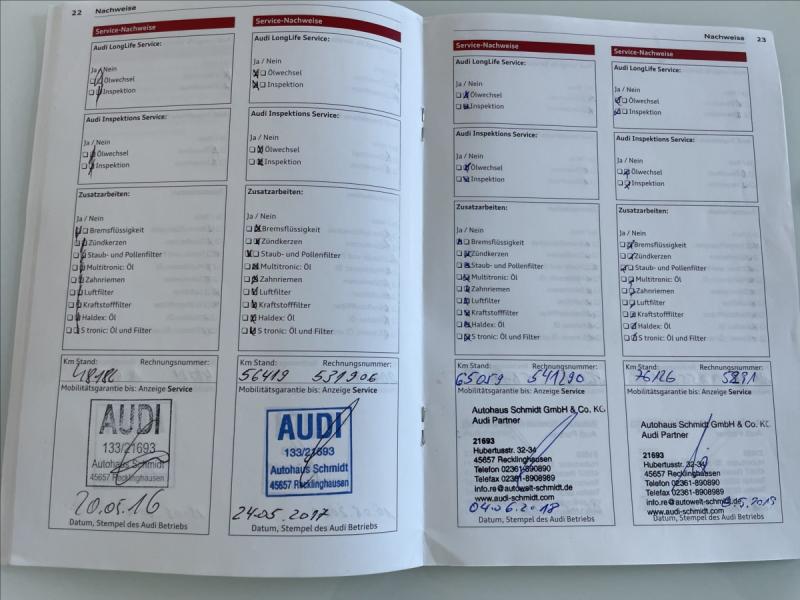 22 Nachweise
Service-Nachweise
Audi LongLife Service:
Ja / Nein
Ölwechsel
Inspektion
Audi Inspektions Service:
Ja / Nein
Ölwechsel
Inspektion
Zusatzarbeiten:
Ja / Nein
Bremsflüssigkeit
Zündkerzen
Staub- und Pollenfilter
Multitronic: Öl
Zahnriemen
Luftfilter
Kraftstofffilter
Haldex: Öl
S tronic: Öl und Filter
Km Stand: Rechnungsnummer:
Mobilitätsgarantie bis: Anzeige Service
AUDI
133/21693
Autohaus Schmidt
45657 Recklinghausen
20.05.16
Datum, Stempel des Audi Betriebs
Service-Nachweise
Audi LongLife Service:
Ja / Nein
Ölwechsel
Inspektion
Audi Inspektions Service:
Ja / Nein
Ölwechsel
Inspektion
Zusatzarbeiten:
Ja / Nein
Bremsflüssigkeit
Zündkerzen
Staub- und Pollenfilter
Multitronic: Öl
Zahnriemen
Luftfilter
Kraftstofffilter
Haldex: Öl
S tronic: Öl und Filter
Km Stand: Rechnungsnummer:
56419 531906
Mobilitätsgarantie bis: Anzeige Service
AUDI
133/21693
Autohaus Schmidt
45657 Recklinghausen
24.05.2017
Datum, Stempel des Audi Betriebs
Nachweise 23
Service-Nachweise
Audi LongLife Service:
Ja / Nein
Ölwechsel
Inspektion
Audi Inspektions Service:
Ja / Nein
Ölwechsel
Inspektion
Zusatzarbeiten:
Ja / Nein
Bremsflüssigkeit
Zündkerzen
Staub- und Pollenfilter
Multitronic: Öl
Zahnriemen
Luftfilter
Kraftstofffilter
Haldex: Öl
S tronic: Öl und Filter
Km Stand: Rechnungsnummer:
65059 541290
Mobilitätsgarantie bis: Anzeige Service
Autohaus Schmidt GmbH & Co. KG
Audi Partner
21693
Hubertusstr. 32-34
45657 Recklinghausen
Telefon 02361-890890
Telefax 02361-8908989
info.re@autowelt-schmidt.de
www.audi-schmidt.com
04.06.2018
Datum, Stempel des Audi Betriebs
Service-Nachweise
Audi LongLife Service:
Ja / Nein
Ölwechsel
Inspektion
Audi Inspektions Service:
Ja / Nein
Ölwechsel
Inspektion
Zusatzarbeiten:
Ja / Nein
Bremsflüssigkeit
Zündkerzen
Staub- und Pollenfilter
Multitronic: Öl
Zahnriemen
Luftfilter
Kraftstofffilter
Haldex: Öl
S tronic: Öl und Filter
Km Stand: Rechnungsnummer:
Mobilitätsgarantie bis: Anzeige Service
Autohaus Schmidt GmbH & Co. KG
Audi Partner
21693
Hubertusstr. 32-34
45657 Recklinghausen
Telefon 02361-890890
Telefax 02361-8908989
info.re@autowelt-schmidt.de
www.audi-schmidt.com
Datum, Stempel des Audi Betriebs